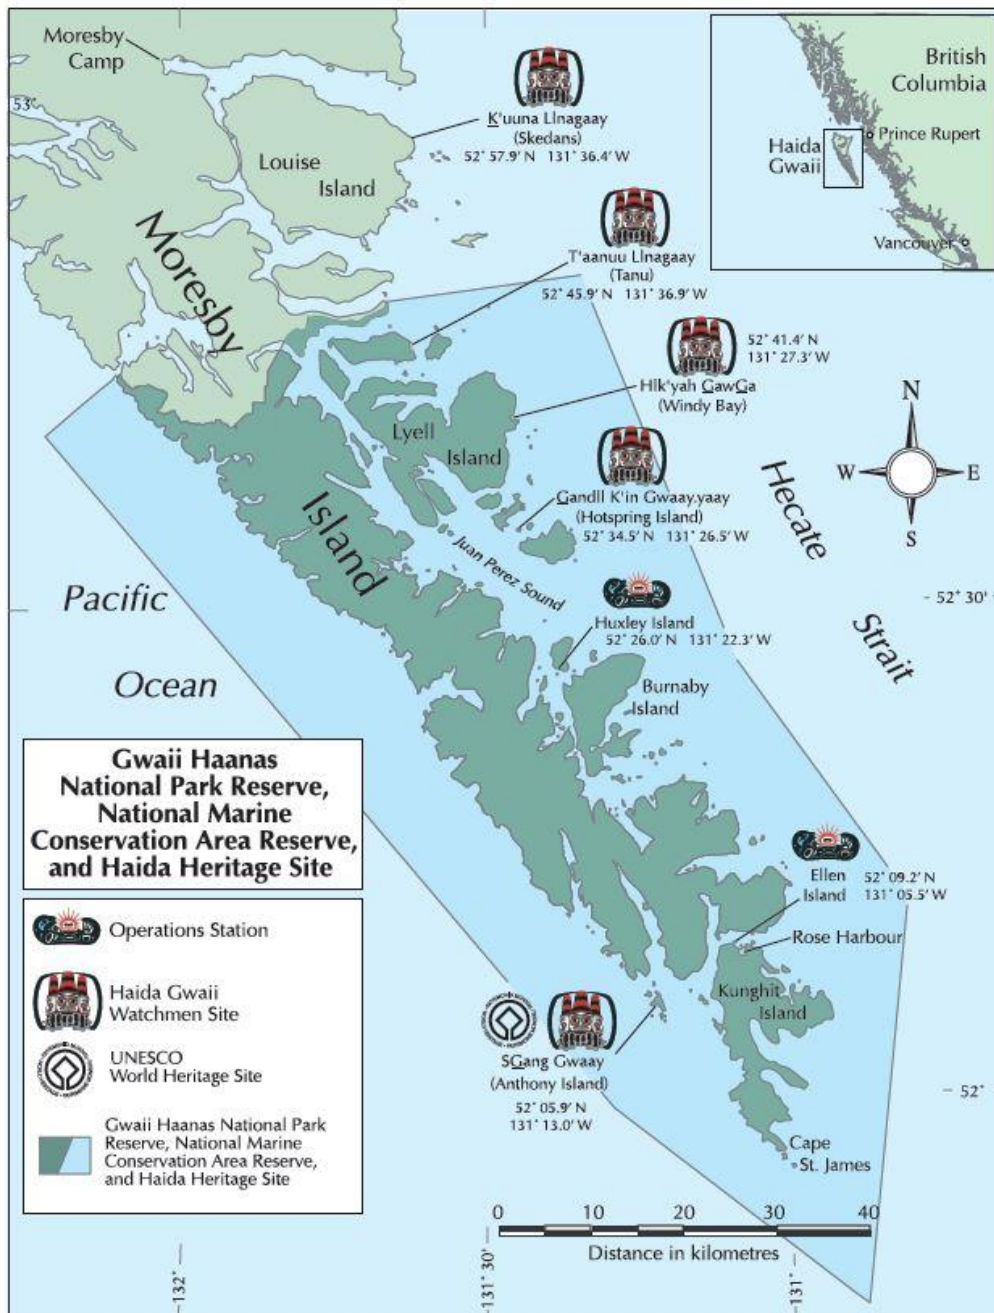 Moresby
Camp
53°
Louise
Island
K'uuna Llnagaay
(Skedans)
52° 57.9' N 131° 36.4' W
British
Columbia
Prince Rupert
Haida
Gwaii
Vancouver
Moresby
Island
T'aanuu Llnagaay
(Tanu)
52° 45.9' N 131° 36.9' W
52° 41.4' N
131° 27.3' W
Hlk'yah GawGa
(Windy Bay)
Lyell
Island
Gandll K'in Gwaay.yaay
(Hotspring Island)
52° 34.5' N 131° 26.5' W
N
W
E
S
Hecate
Strait
Juan Perez Sound
52° 30'
Pacific
Ocean
Huxley Island
52° 26.0' N 131° 22.3' W
Burnaby
Island
Gwaii Haanas
National Park Reserve,
National Marine
Conservation Area Reserve,
and Haida Heritage Site
Ellen
Island
52° 09.2' N
131° 05.5' W
Rose Harbour
Kunghit
Island
Operations Station
Haida Gwaii
Watchmen Site
UNESCO
World Heritage Site
Gwaii Haanas National Park
Reserve, National Marine
Conservation Area Reserve,
and Haida Heritage Site
SGang Gwaay
(Anthony Island)
52° 05.9' N
131° 13.0' W
52°
Cape
St. James
0 10 20 30 40
Distance in kilometres
132°
131° 30'
131°